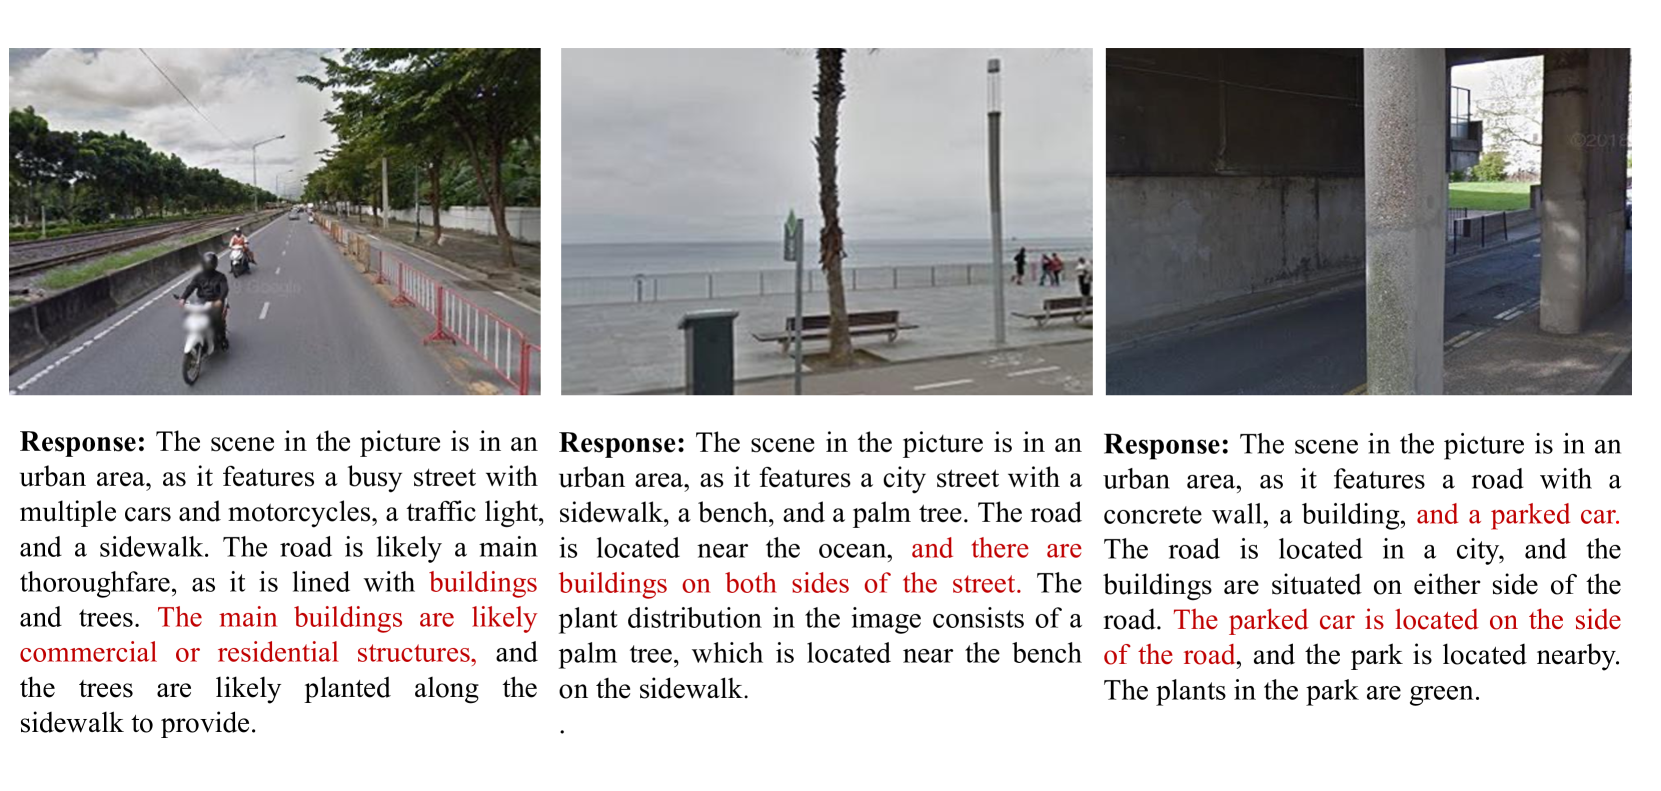 Google
©2018
Response: The scene in the picture is in an
urban area, as it features a busy street with
multiple cars and motorcycles, a traffic light,
and a sidewalk. The road is likely a main
thoroughfare, as it is lined with buildings
and trees. The main buildings are likely
commercial or residential structures, and
the trees are likely planted along the
sidewalk to provide.
Response: The scene in the picture is in an
urban area, as it features a city street with a
sidewalk, a bench, and a palm tree. The road
is located near the ocean, and there are
buildings on both sides of the street. The
plant distribution in the image consists of a
palm tree, which is located near the bench
on the sidewalk.
.
Response: The scene in the picture is in an
urban area, as it features a road with a
concrete wall, a building, and a parked car.
The road is located in a city, and the
buildings are situated on either side of the
road. The parked car is located on the side
of the road, and the park is located nearby.
The plants in the park are green.